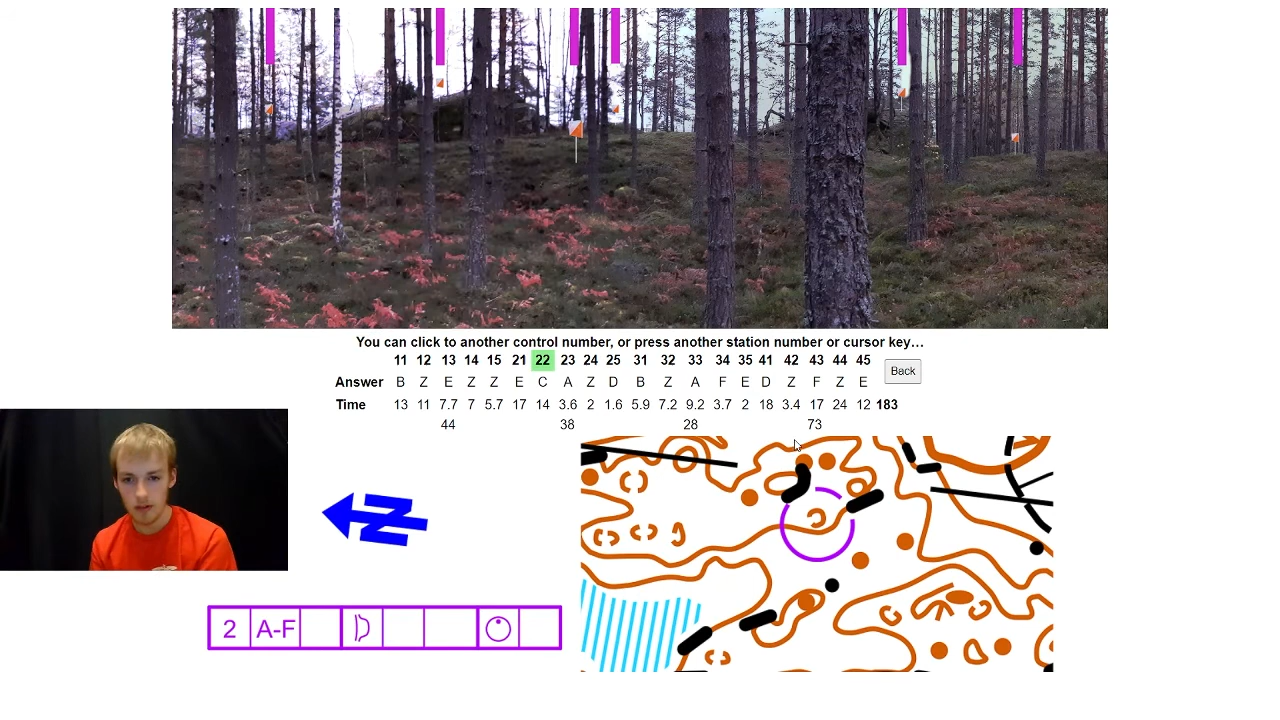 You can click to another control number, or press another station number or cursor key…
11 12 13 14 15 21 22 23 24 25 31 32 33 34 35 41 42 43 44 45
Back
Answer B Z E Z Z E C A Z D B Z A F E D Z F Z E
Time 13 11 7.7 7 5.7 17 14 3.6 2 1.6 5.9 7.2 9.2 3.7 2 18 3.4 17 24 12 183
44 38 28 73
2 A-F